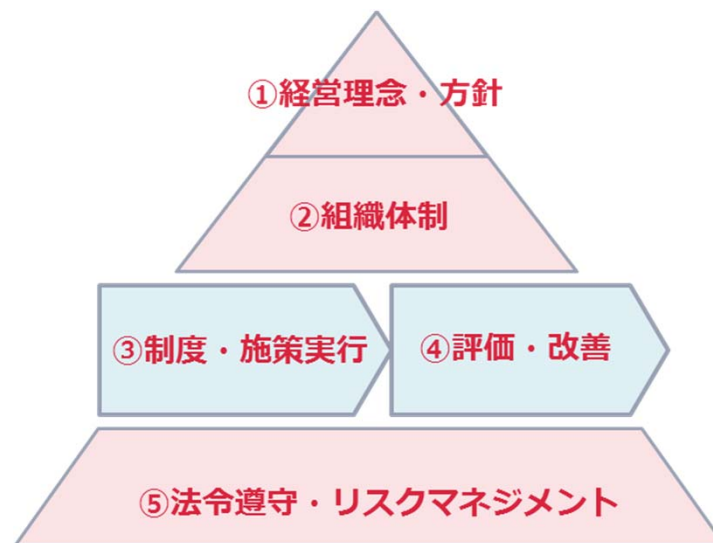 ①経営理念・方針
②組織体制
③制度・施策実行
④評価・改善
⑤法令遵守・リスクマネジメント